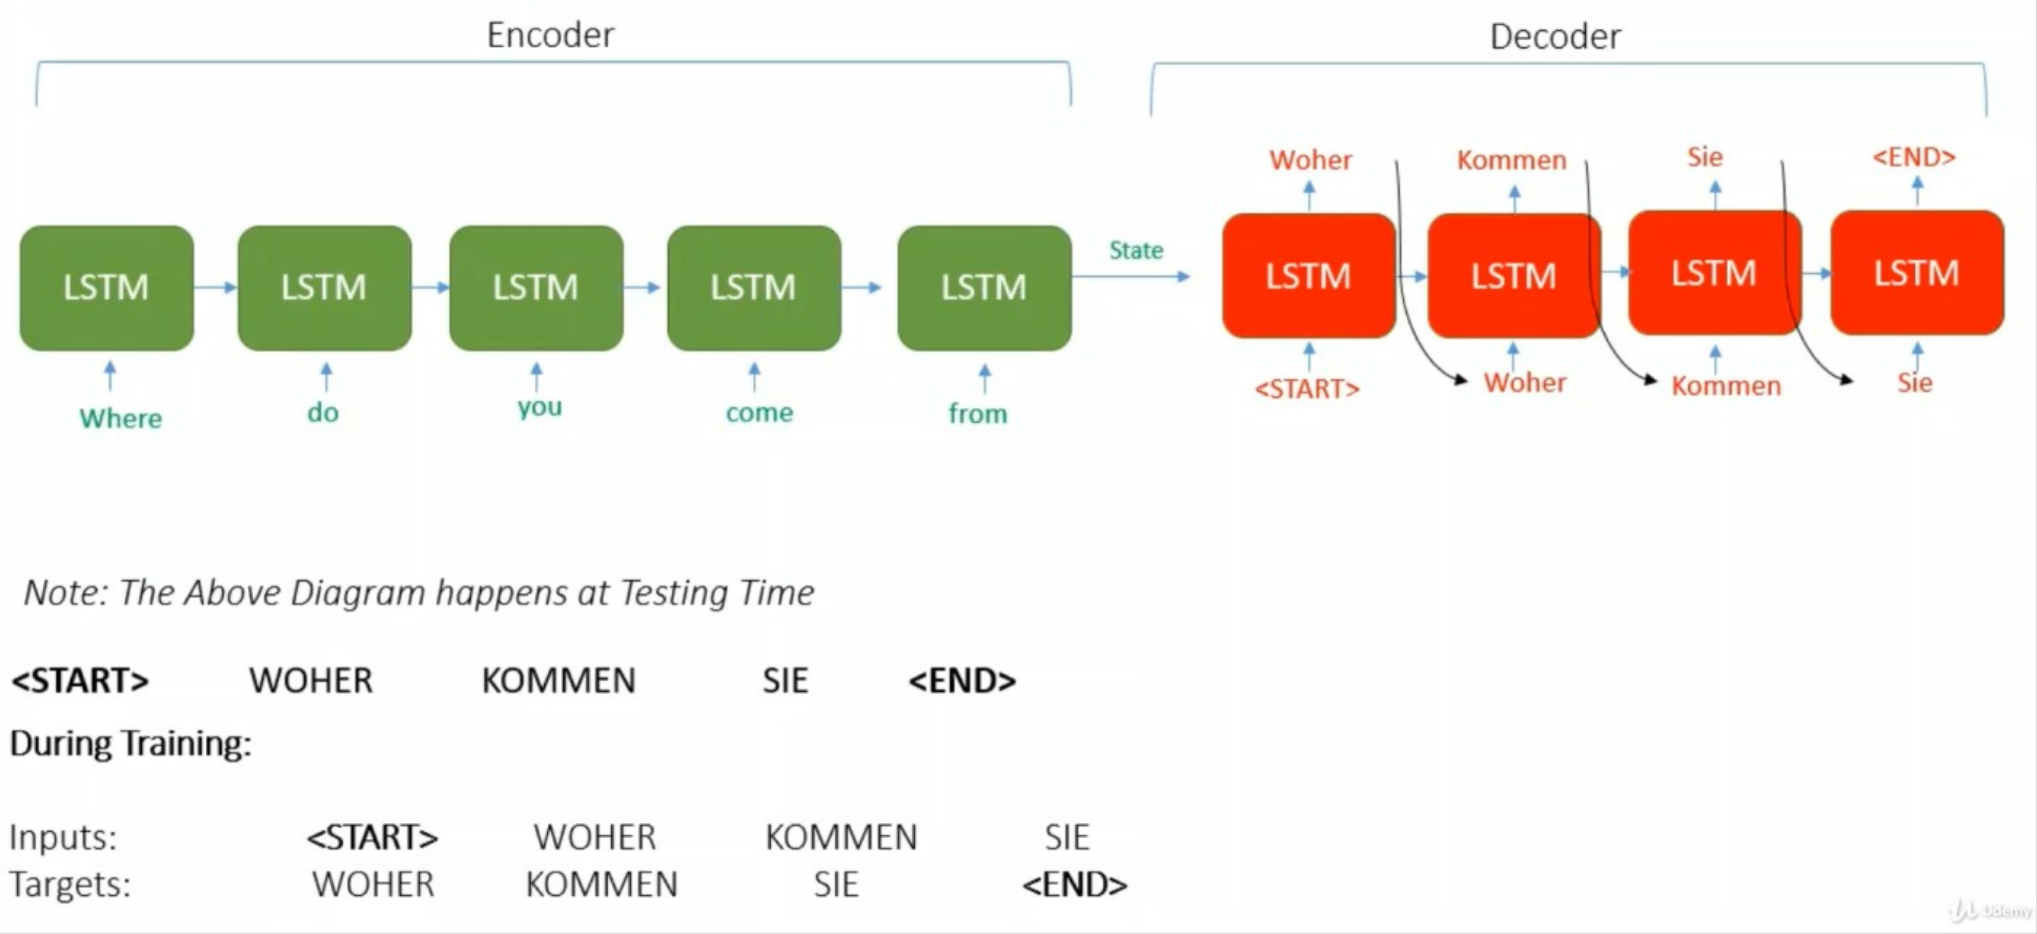 Encoder
Decoder
Woher Kommen Sie <END>
LSTM LSTM LSTM LSTM LSTM State LSTM LSTM LSTM LSTM
<START> Woher Kommen Sie
Where do you come from
Note: The Above Diagram happens at Testing Time
<START> WOHER KOMMEN SIE <END>
During Training:
Inputs: <START> WOHER KOMMEN SIE
Targets: WOHER KOMMEN SIE <END>
Udemy